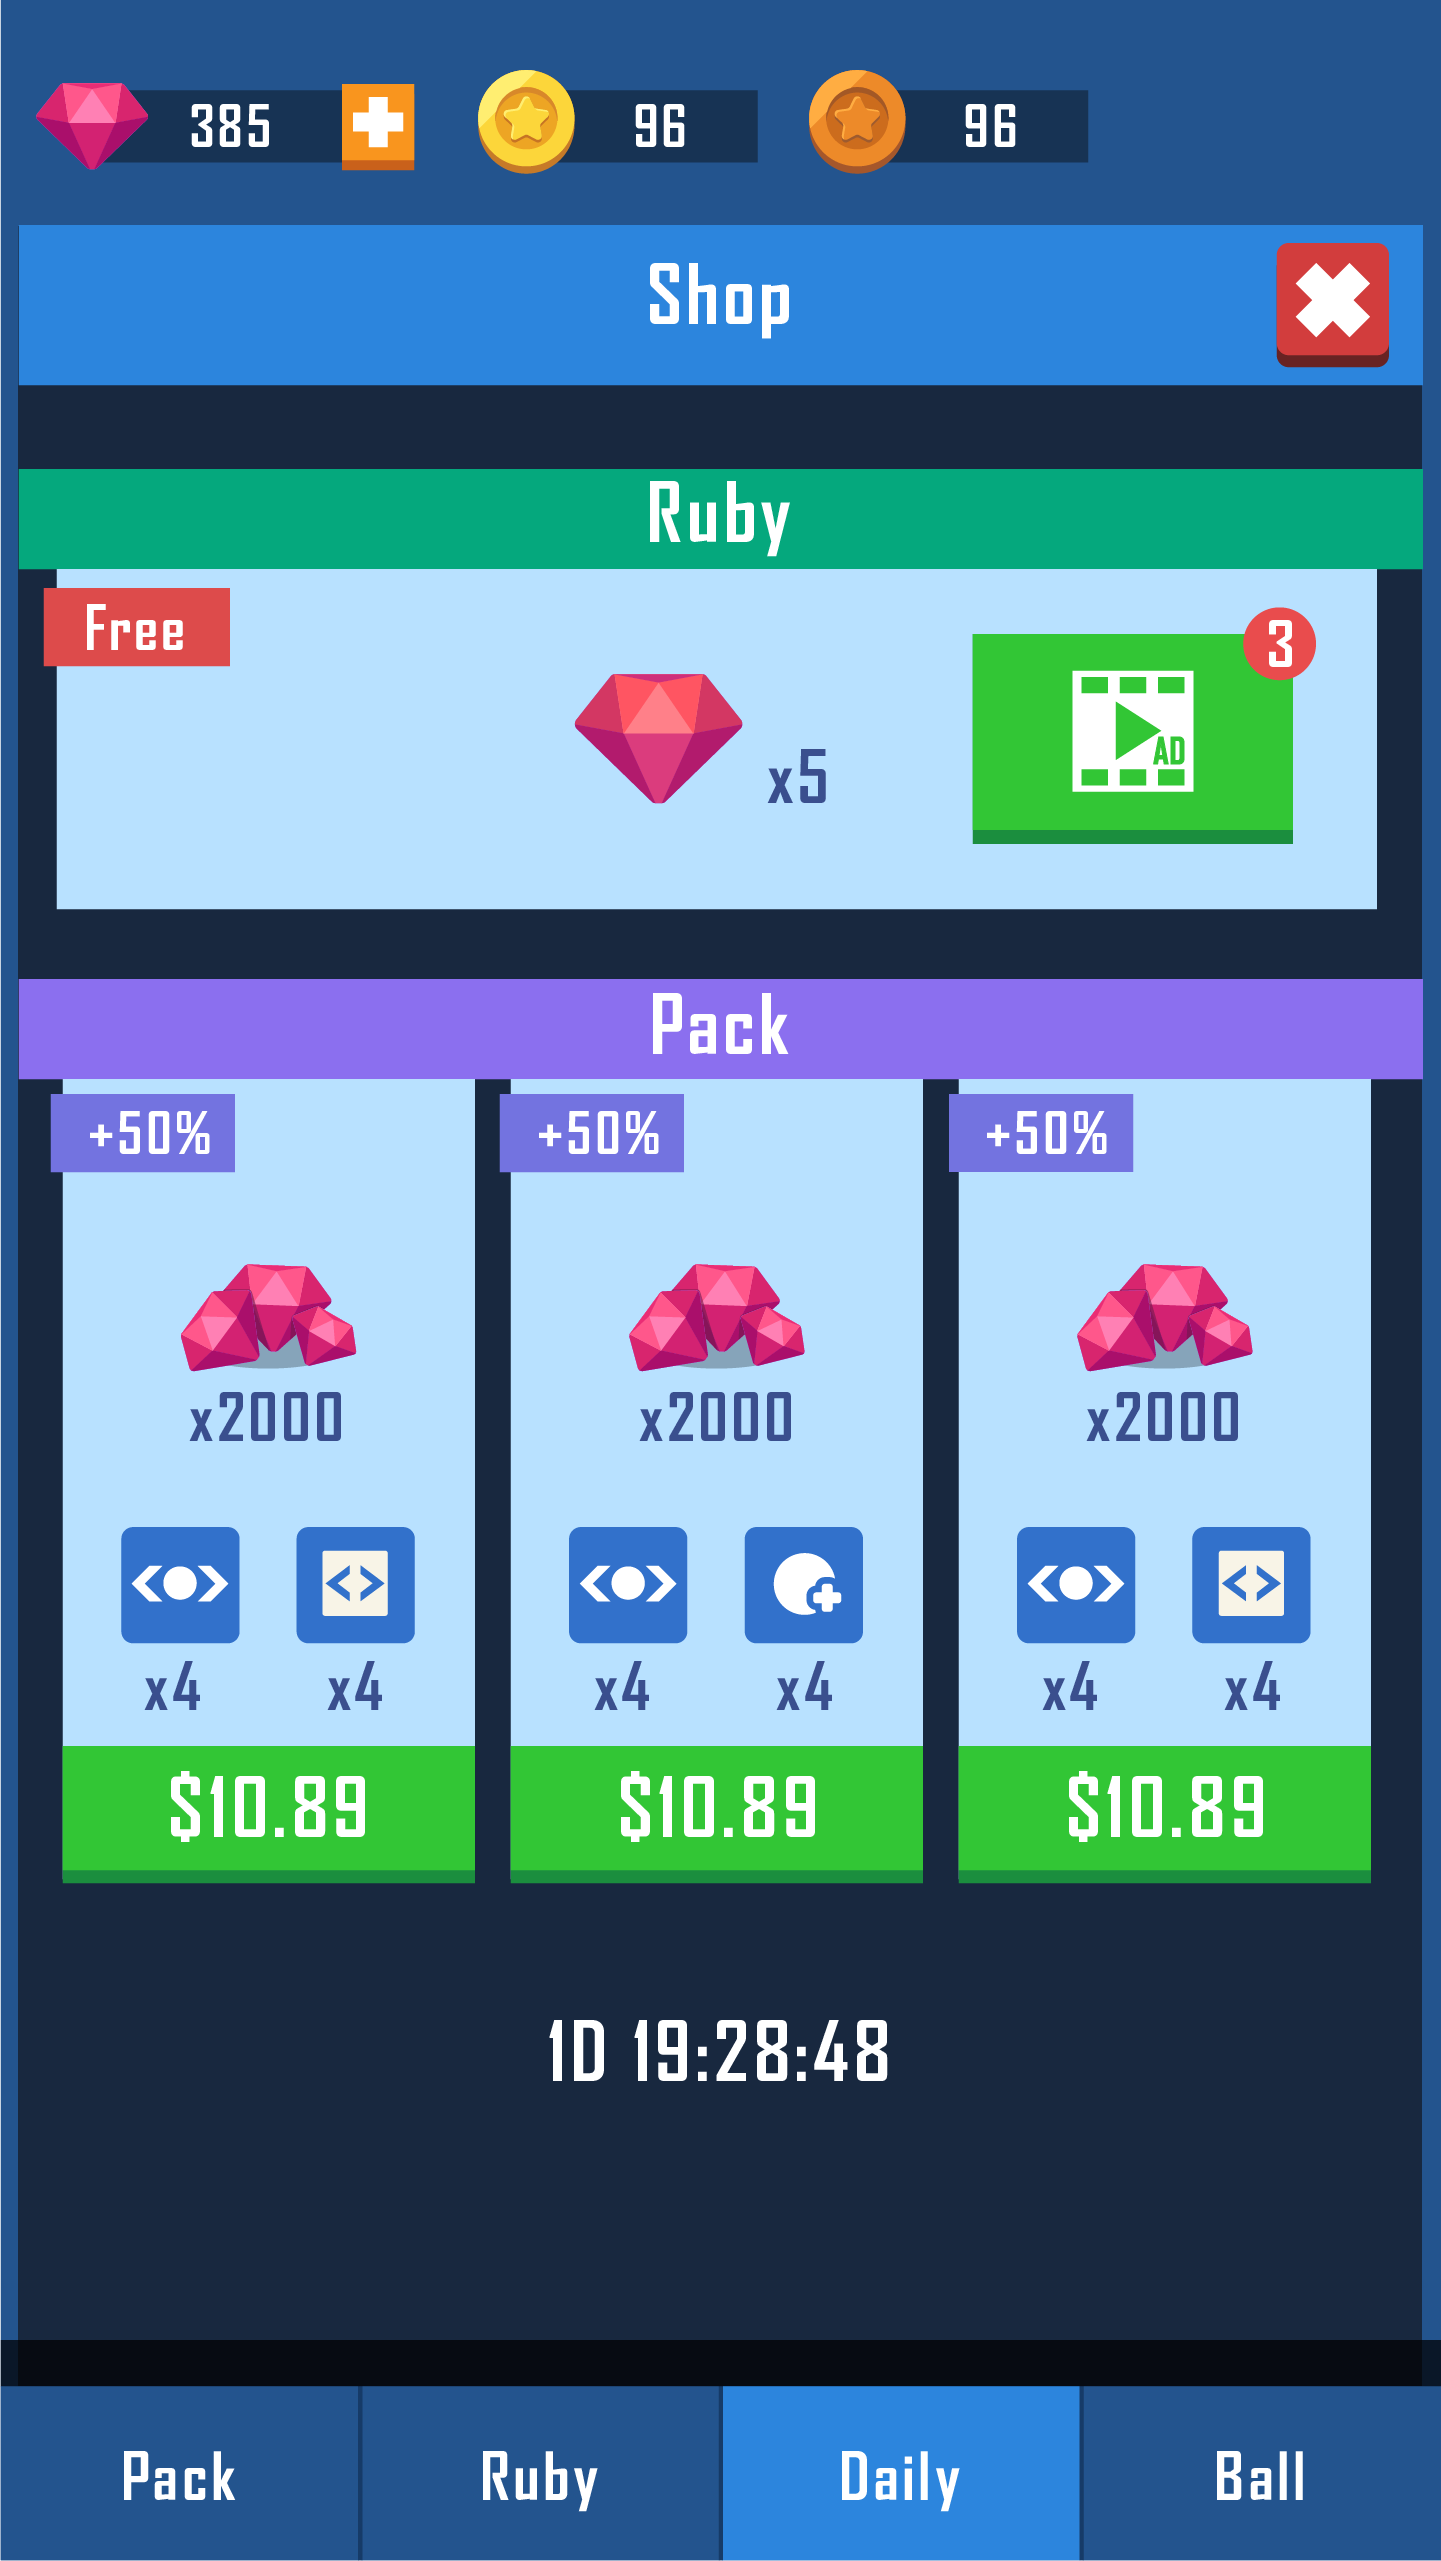 385 96 96
Shop
Ruby
Free
3
AD
x5
Pack
+50% +50% +50%
x2000 x2000 x2000
x4 x4 x4 x4 x4 x4
$10.89 $10.89 $10.89
1D 19:28:48
Pack Ruby Daily Ball